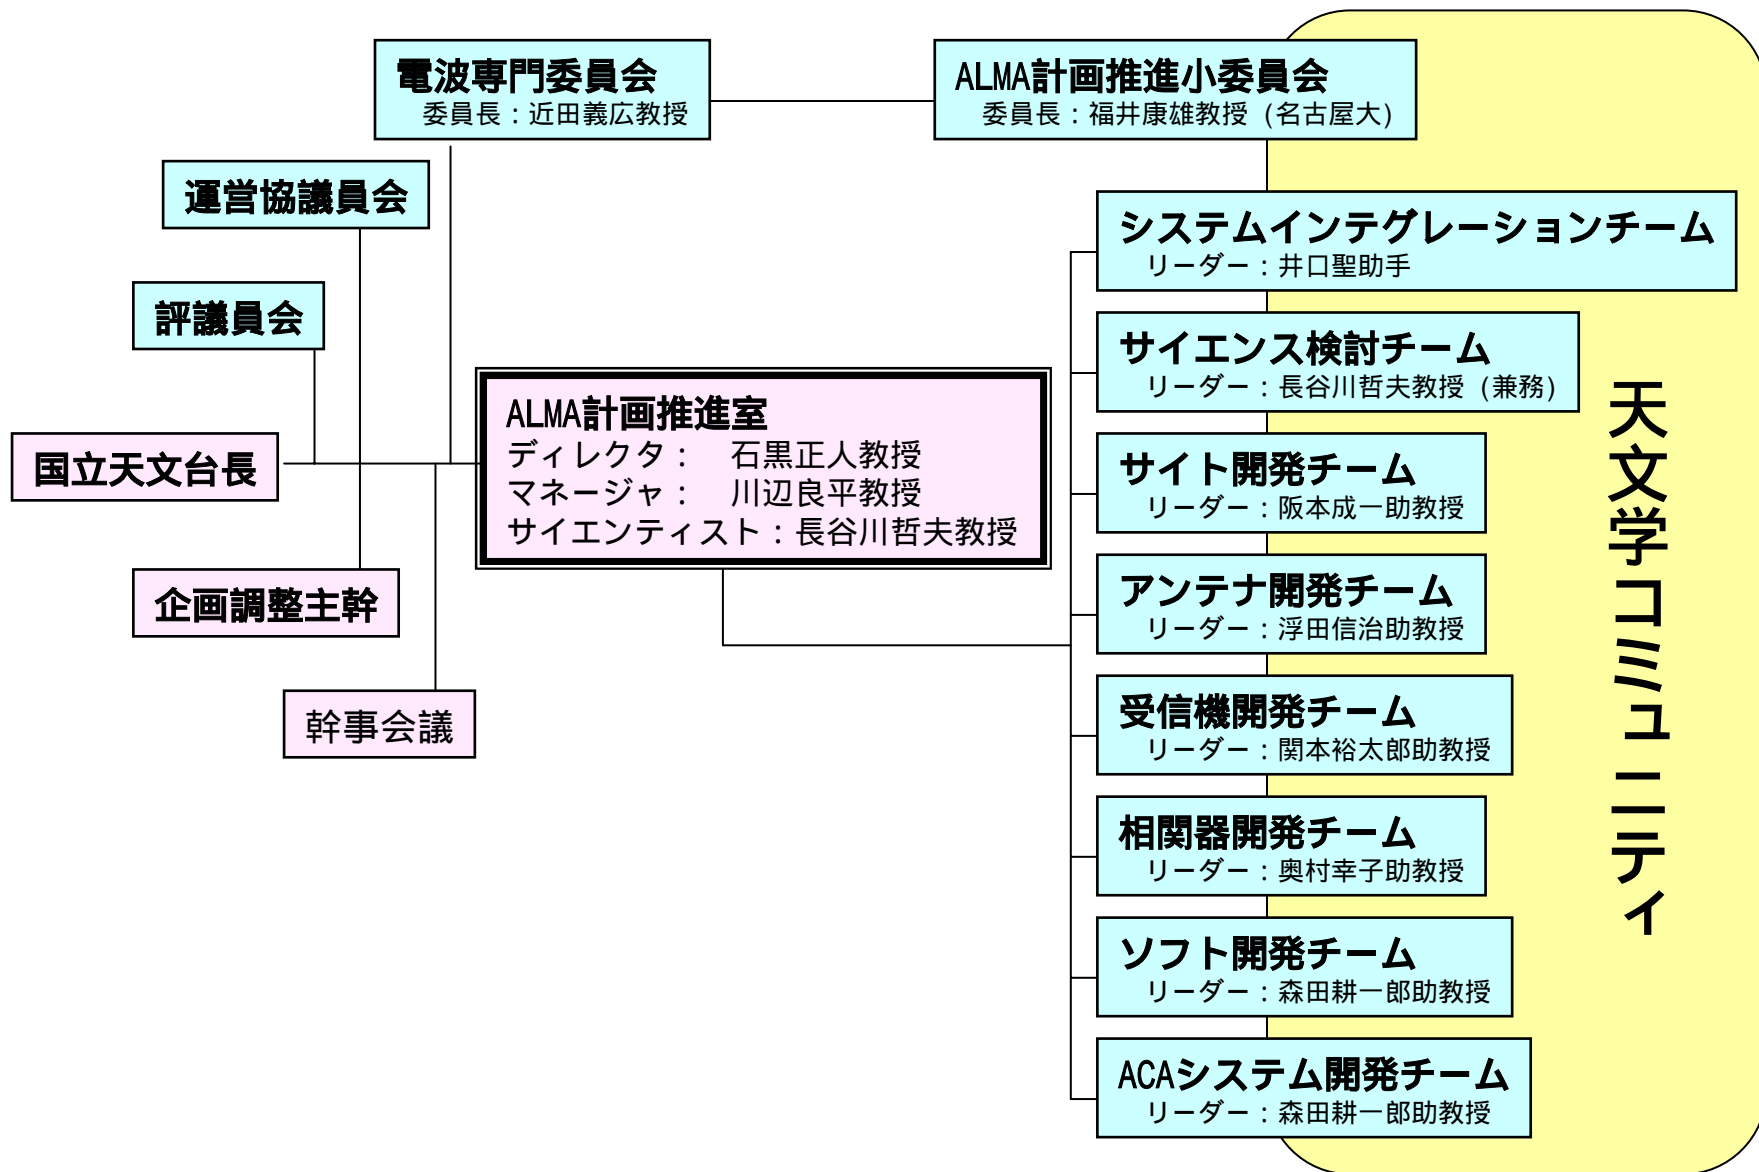 電波専門委員会
委員長：近田義広教授
ALMA計画推進小委員会
委員長：福井康雄教授（名古屋大）
運営協議員会
評議員会
国立天文台長
企画調整主幹
幹事会議
ALMA計画推進室
ディレクタ：　石黒正人教授
マネージャ：　川辺良平教授
サイエンティスト：長谷川哲夫教授
システムインテグレーションチーム
リーダー：井口聖助手
サイエンス検討チーム
リーダー：長谷川哲夫教授（兼務）
サイト開発チーム
リーダー：阪本成一助教授
アンテナ開発チーム
リーダー：浮田信治助教授
受信機開発チーム
リーダー：関本裕太郎助教授
相関器開発チーム
リーダー：奥村幸子助教授
ソフト開発チーム
リーダー：森田耕一郎助教授
ACAシステム開発チーム
リーダー：森田耕一郎助教授
天文学コミュニティ